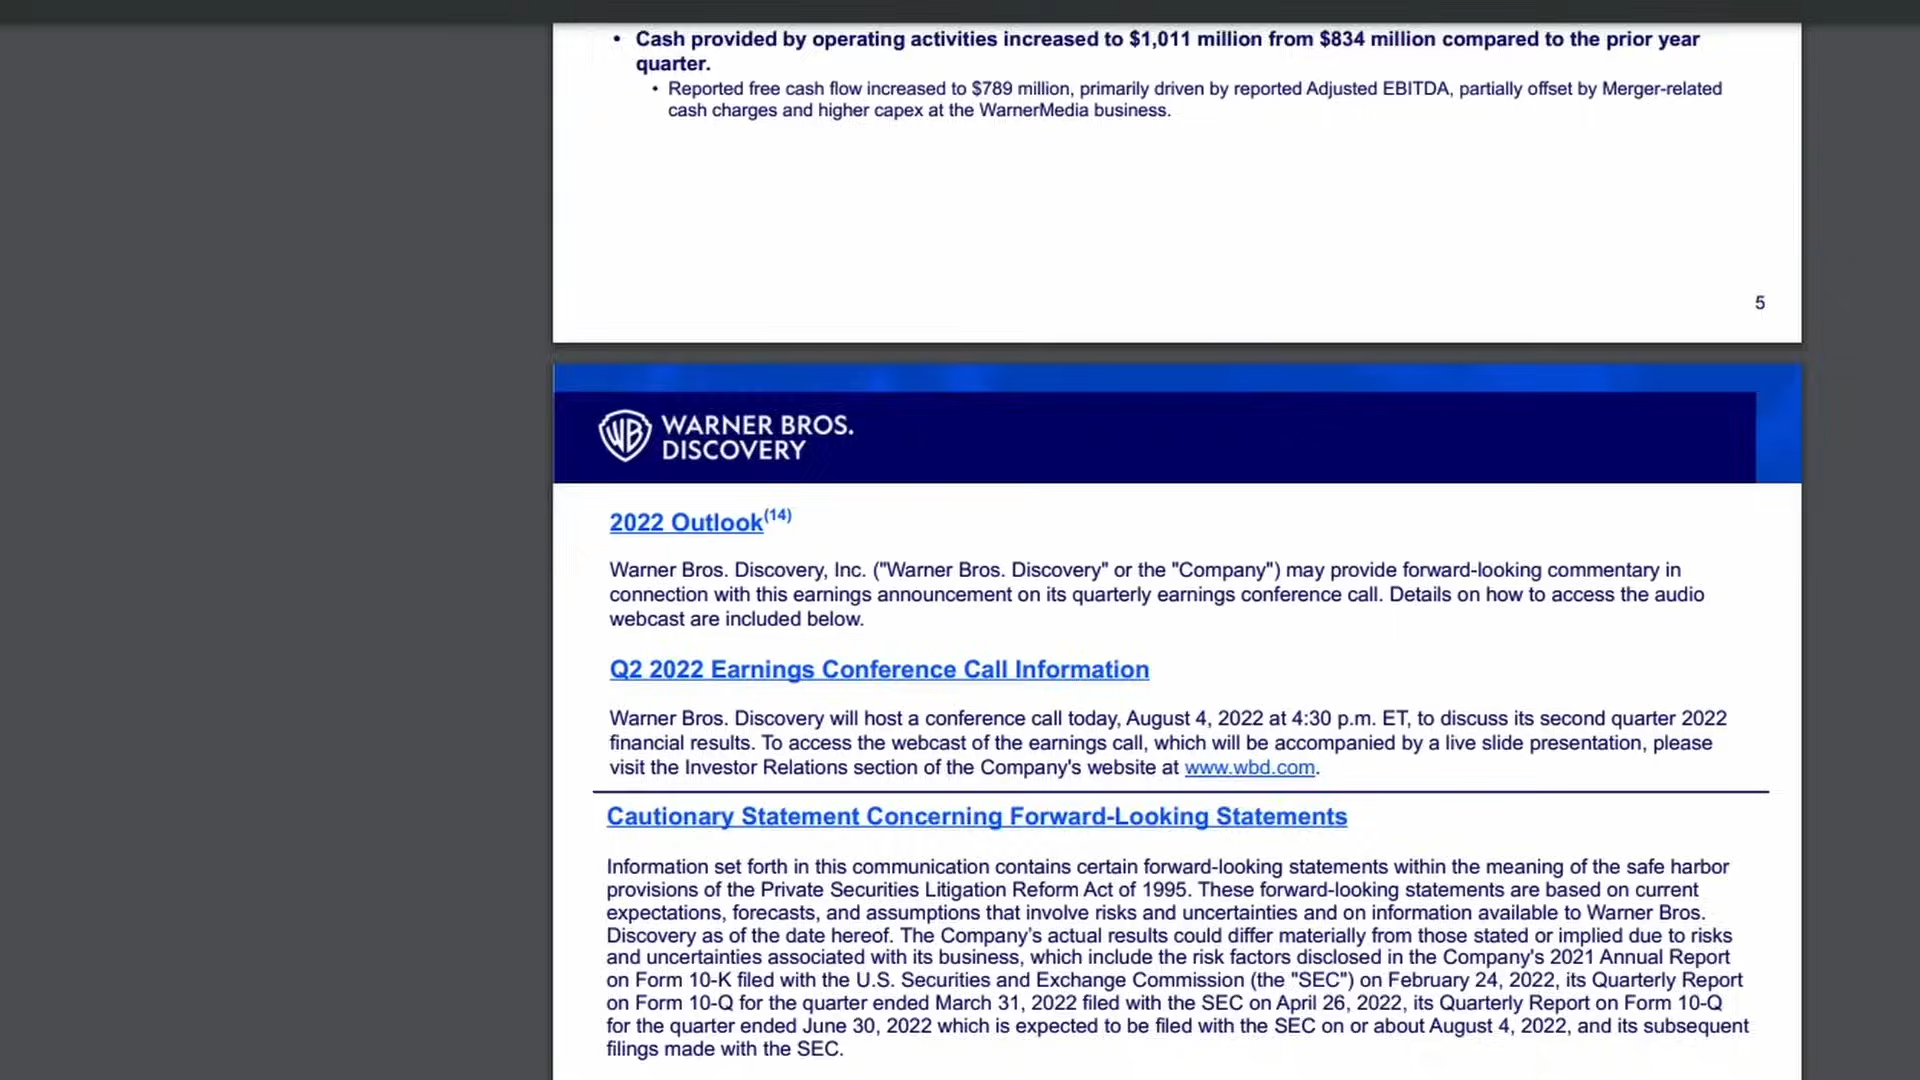 • Cash provided by operating activities increased to $1,011 million from $834 million compared to the prior year
quarter.
• Reported free cash flow increased to $789 million, primarily driven by reported Adjusted EBITDA, partially offset by Merger-related
cash charges and higher capex at the WarnerMedia business.
5
WB
WARNER BROS.
DISCOVERY
2022 Outlook(14)
Warner Bros. Discovery, Inc. ("Warner Bros. Discovery" or the "Company") may provide forward-looking commentary in
connection with this earnings announcement on its quarterly earnings conference call. Details on how to access the audio
webcast are included below.
Q2 2022 Earnings Conference Call Information
Warner Bros. Discovery will host a conference call today, August 4, 2022 at 4:30 p.m. ET, to discuss its second quarter 2022
financial results. To access the webcast of the earnings call, which will be accompanied by a live slide presentation, please
visit the Investor Relations section of the Company's website at www.wbd.com.
Cautionary Statement Concerning Forward-Looking Statements
Information set forth in this communication contains certain forward-looking statements within the meaning of the safe harbor
provisions of the Private Securities Litigation Reform Act of 1995. These forward-looking statements are based on current
expectations, forecasts, and assumptions that involve risks and uncertainties and on information available to Warner Bros.
Discovery as of the date hereof. The Company's actual results could differ materially from those stated or implied due to risks
and uncertainties associated with its business, which include the risk factors disclosed in the Company's 2021 Annual Report
on Form 10-K filed with the U.S. Securities and Exchange Commission (the "SEC") on February 24, 2022, its Quarterly Report
on Form 10-Q for the quarter ended March 31, 2022 filed with the SEC on April 26, 2022, its Quarterly Report on Form 10-Q
for the quarter ended June 30, 2022 which is expected to be filed with the SEC on or about August 4, 2022, and its subsequent
filings made with the SEC.